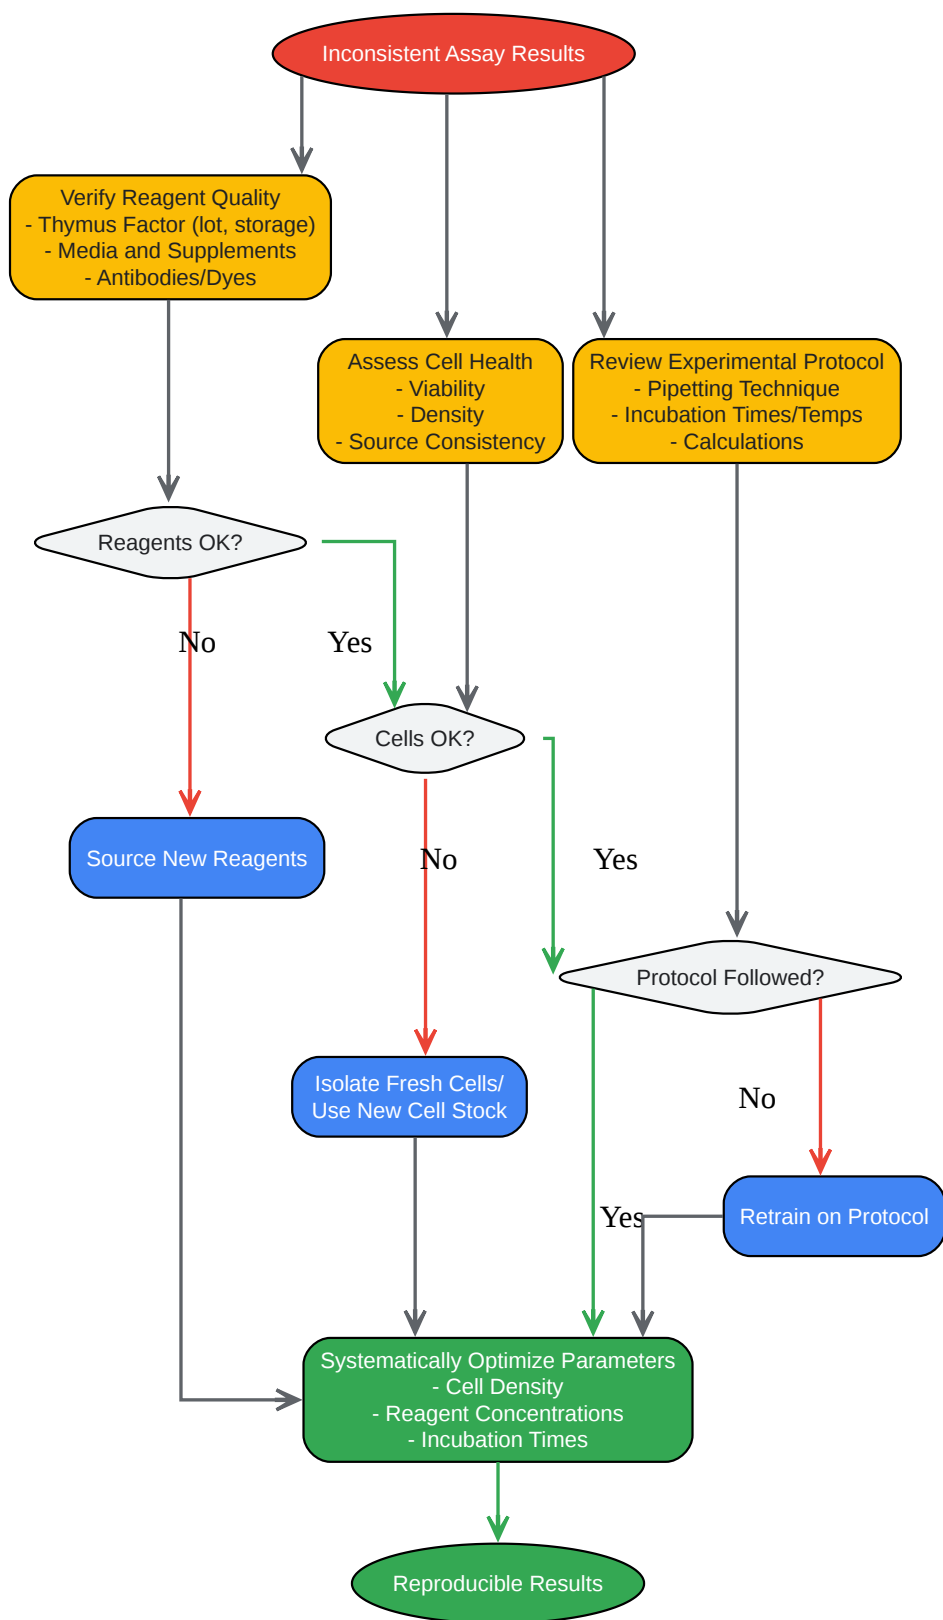 Inconsistent Assay Results
Verify Reagent Quality
- Thymus Factor (lot, storage)
- Media and Supplements
- Antibodies/Dyes
Assess Cell Health
- Viability
- Density
- Source Consistency
Review Experimental Protocol
- Pipetting Technique
- Incubation Times/Temps
- Calculations
Reagents OK?
No
Yes
Cells OK?
Source New Reagents
No
Yes
Protocol Followed?
Isolate Fresh Cells/
Use New Cell Stock
No
Yes
Retrain on Protocol
Systematically Optimize Parameters
- Cell Density
- Reagent Concentrations
- Incubation Times
Reproducible Results